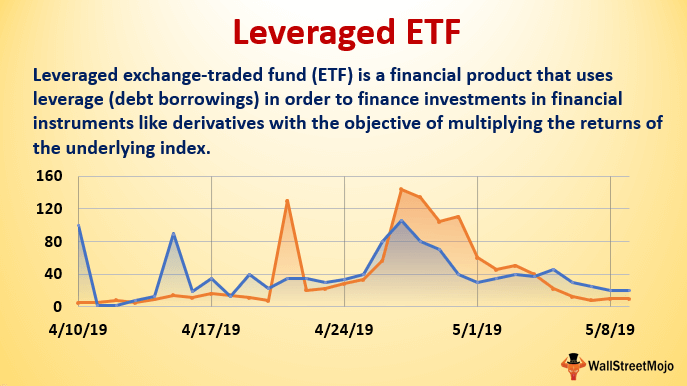 Leveraged ETF
Leveraged exchange-traded fund (ETF) is a financial product that uses
leverage (debt borrowings) in order to finance investments in financial
instruments like derivatives with the objective of multiplying the returns of
the underlying index.
160
120
80
40
0
4/10/19 4/17/19 4/24/19 5/1/19 5/8/19
WallStreetMojo